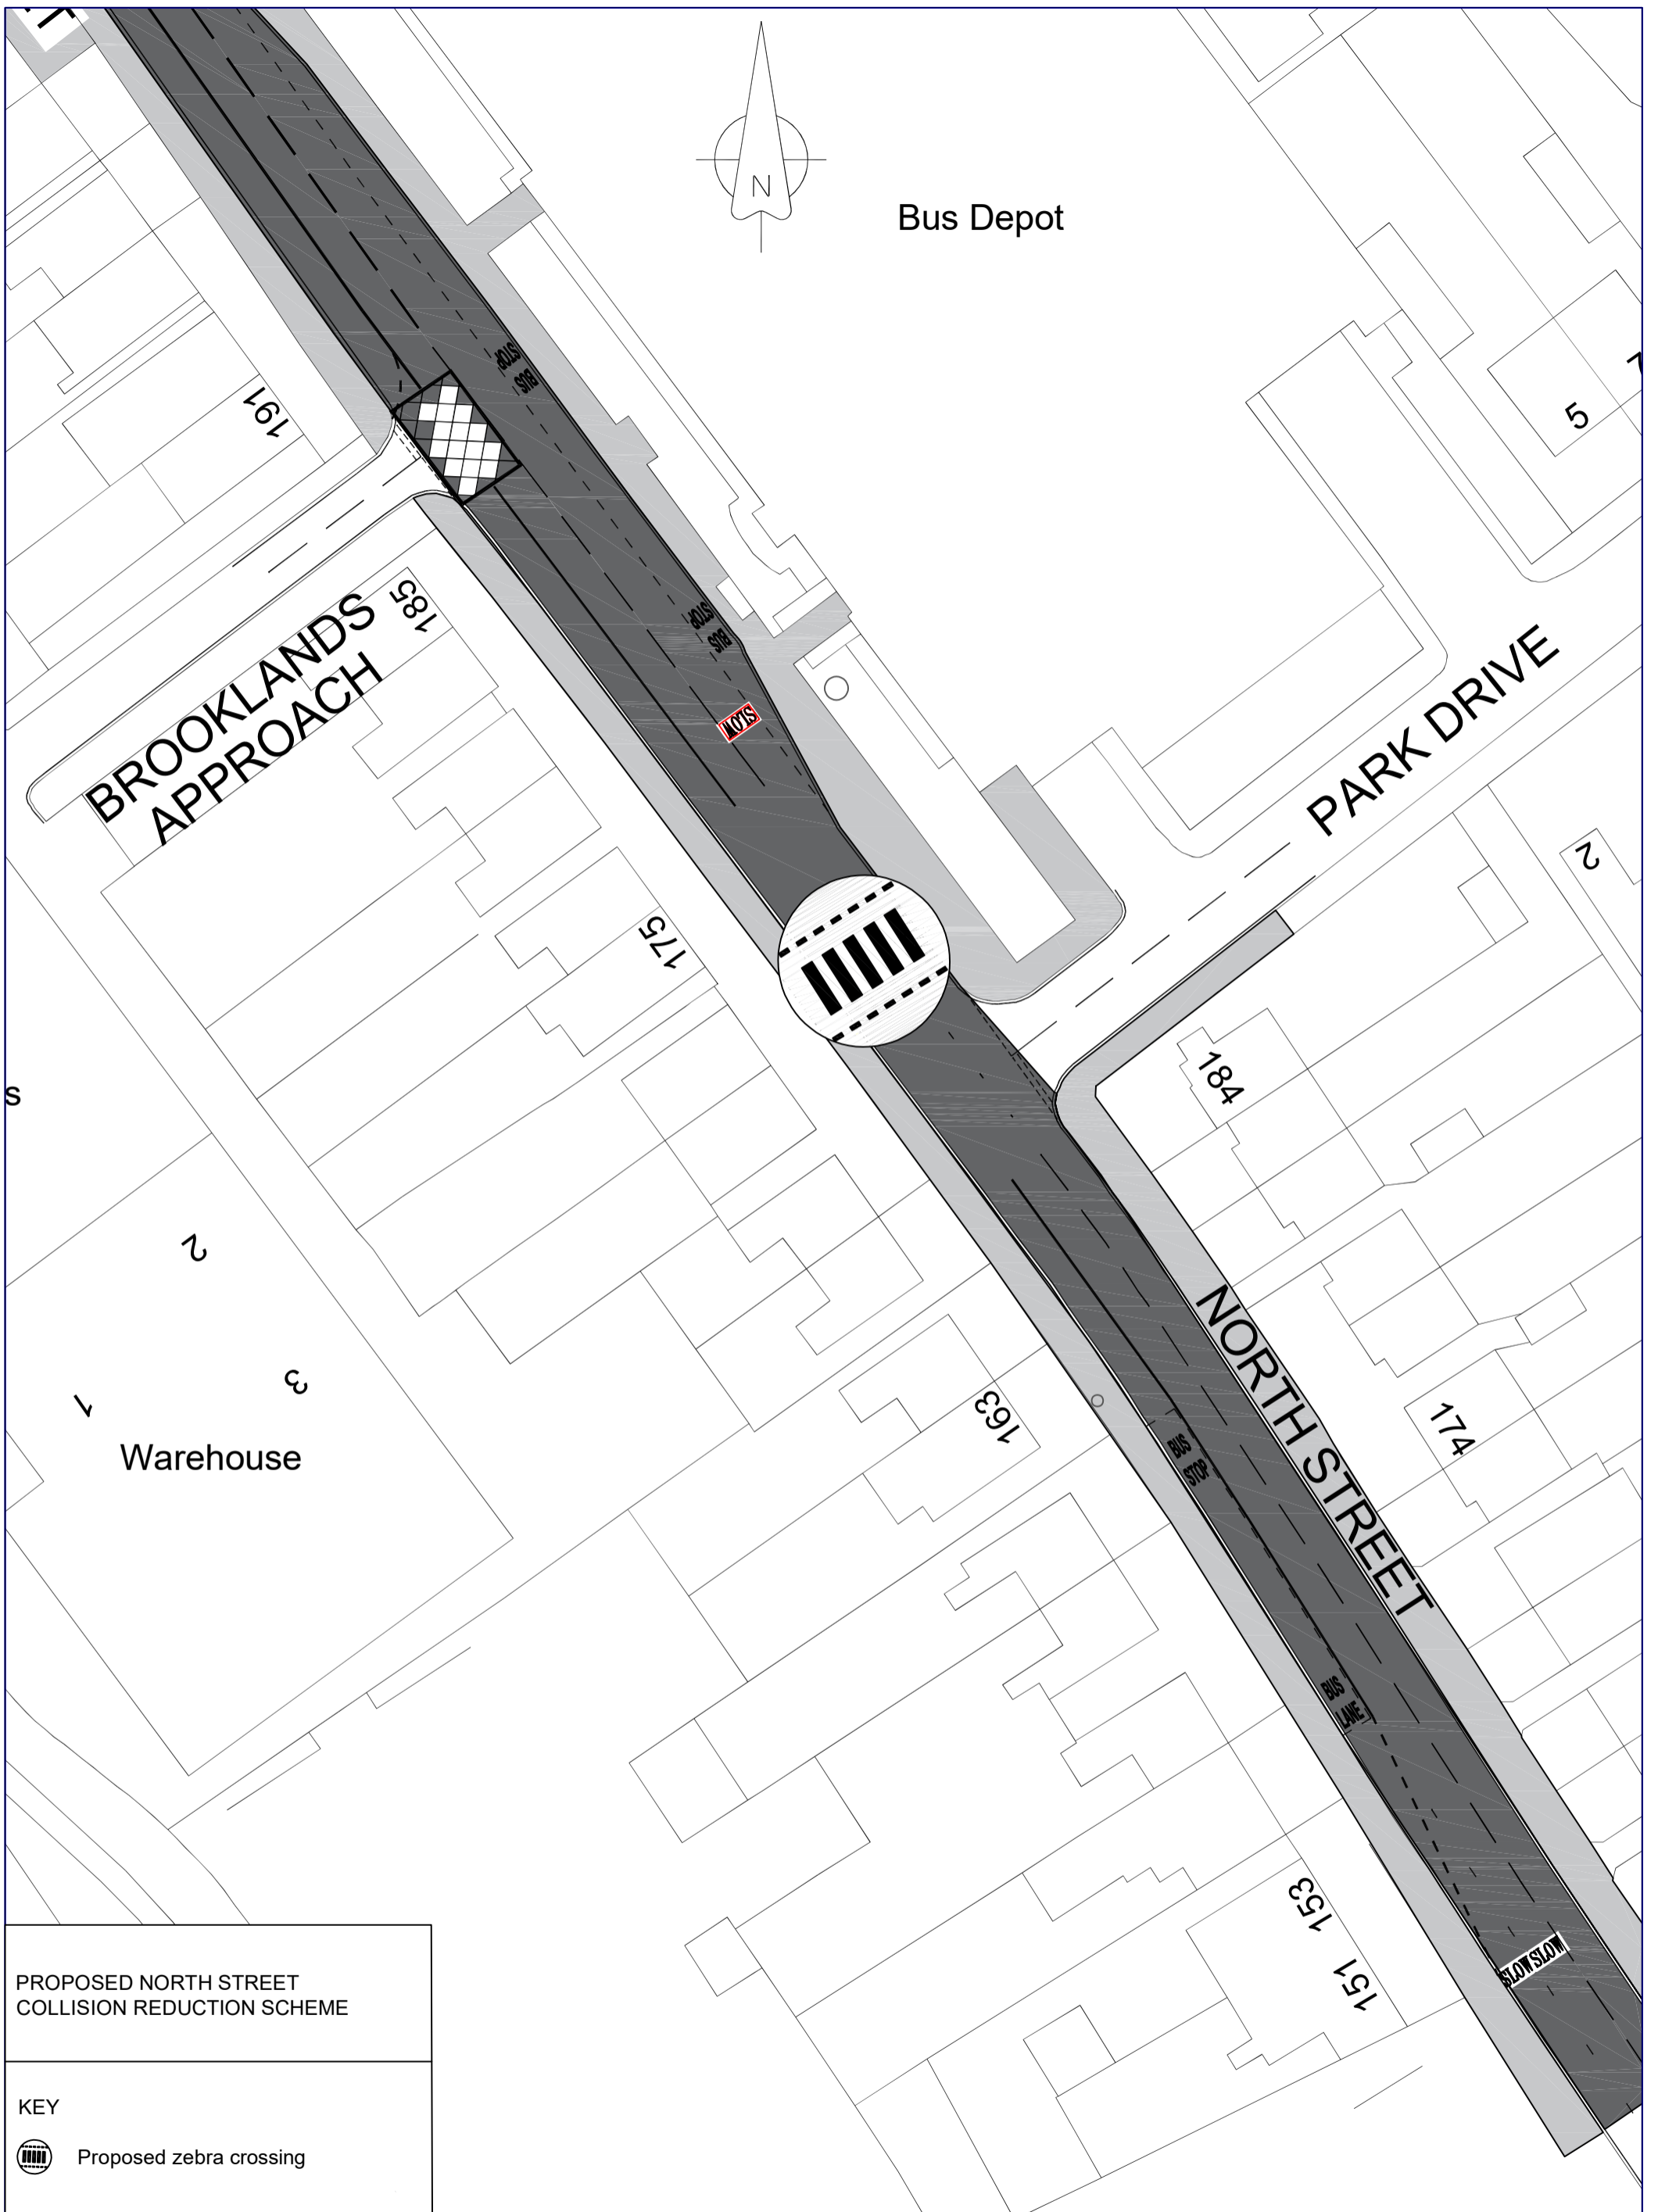 N
Bus Depot
191
BUS
STOP
5
185
BROOKLANDS
APPROACH
BUS
STOP
SLOW
PARK DRIVE
2
175
184
s
2
NORTH STREET
3
1
163
174
BUS
STOP
Warehouse
BUS
LANE
153
SLOW SLOW
151
PROPOSED NORTH STREET
COLLISION REDUCTION SCHEME
KEY
Proposed zebra crossing